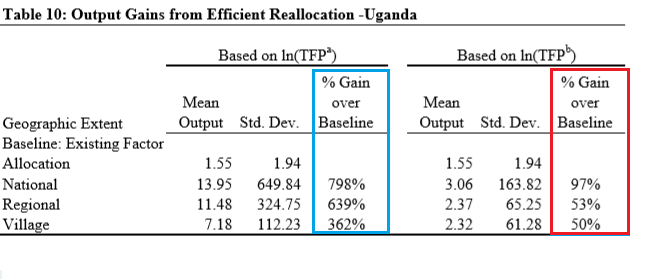 Table 10: Output Gains from Efficient Reallocation -Uganda
Based on ln(TFPᵃ) Based on ln(TFPᵇ)
% Gain % Gain
Mean over Mean over
Geographic Extent Output Std. Dev. Baseline Output Std. Dev. Baseline
Baseline: Existing Factor
Allocation 1.55 1.94 1.55 1.94
National 13.95 649.84 798% 3.06 163.82 97%
Regional 11.48 324.75 639% 2.37 65.25 53%
Village 7.18 112.23 362% 2.32 61.28 50%